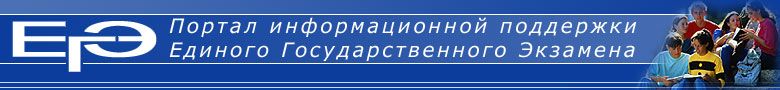 ЕГЭ
Портал информационной поддержки
Единого Государственного Экзамена